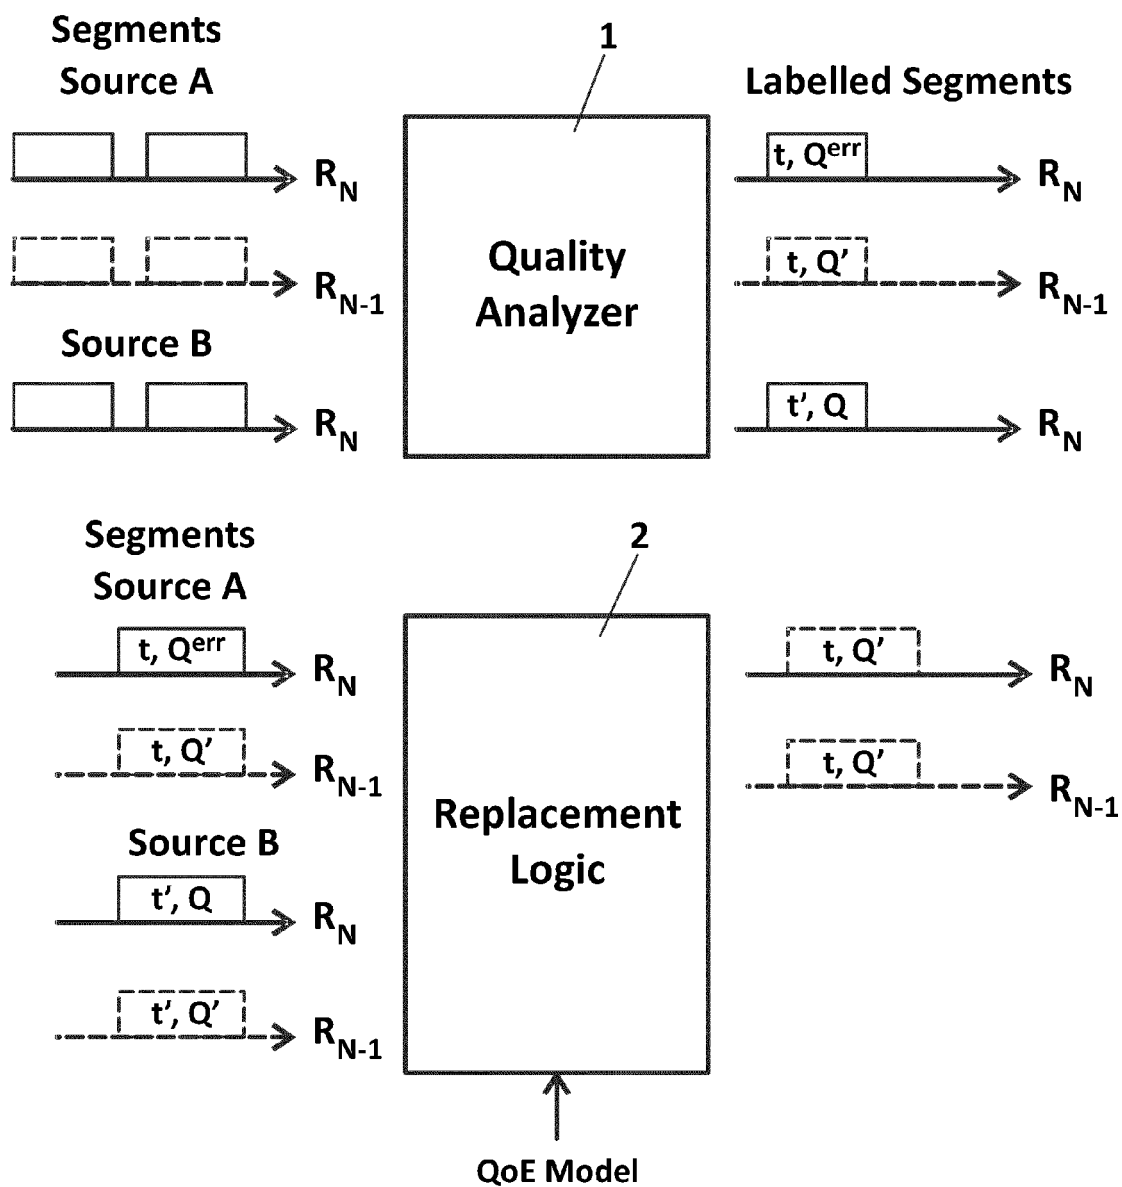 Segments
Source A
1
Labelled Segments
R_N
t, Q^err
R_N
R_N-1
t, Q’
R_N-1
Source B
R_N
t’, Q
R_N
Quality
Analyzer
Segments
Source A
2
t, Q^err
R_N
t, Q’
R_N
t, Q’
R_N-1
t, Q’
R_N-1
Source B
t’, Q
R_N
t’, Q’
R_N-1
Replacement
Logic
QoE Model